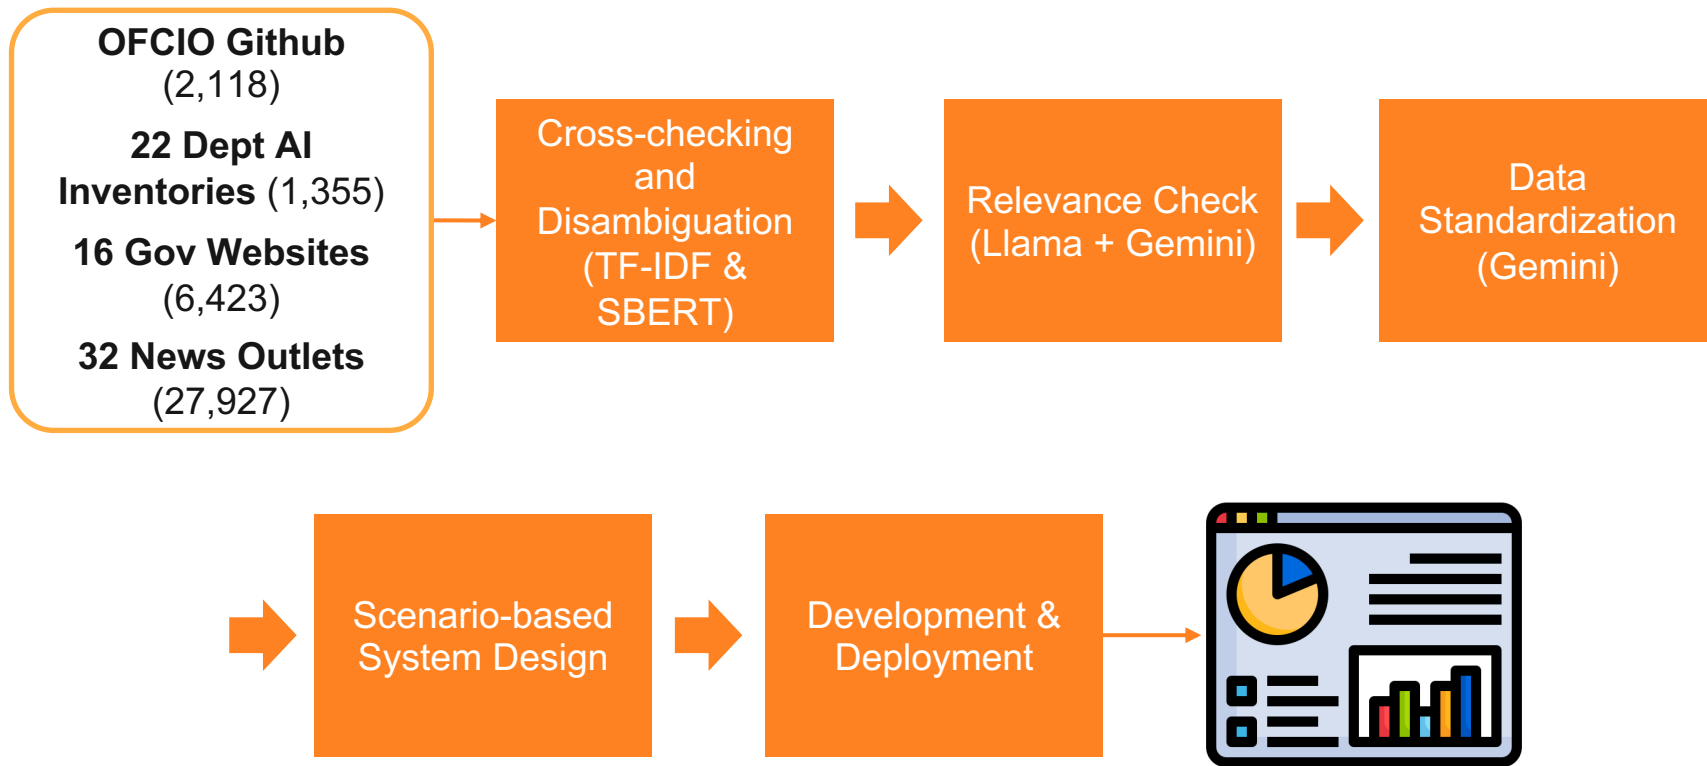 OFCIO Github
(2,118)
22 Dept AI
Inventories (1,355)
16 Gov Websites
(6,423)
32 News Outlets
(27,927)
Cross-checking
and
Disambiguation
(TF-IDF &
SBERT)
Relevance Check
(Llama + Gemini)
Data
Standardization
(Gemini)
Scenario-based
System Design
Development &
Deployment